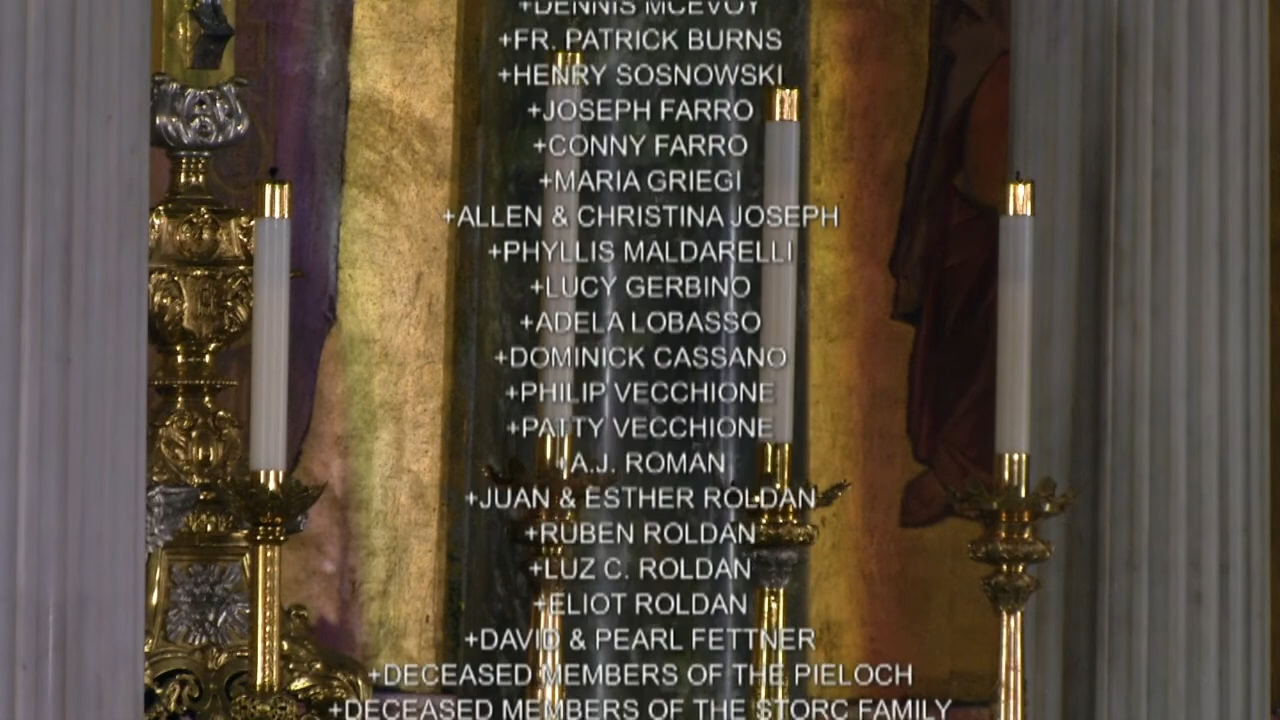 +DENNIS MCEVOY
+FR. PATRICK BURNS
+HENRY SOSNOWSKI
+JOSEPH FARRO
+CONNY FARRO
+MARIA GRIEGI
+ALLEN & CHRISTINA JOSEPH
+PHYLLIS MALDARELLI
+LUCY GERBINO
+ADELA LOBASSO
+DOMINICK CASSANO
+PHILIP VECCHIONE
+PATTY VECCHIONE
+A.J. ROMAN
+JUAN & ESTHER ROLDAN
+RUBEN ROLDAN
+LUZ C. ROLDAN
+ELIOT ROLDAN
+DAVID & PEARL FETTNER
+DECEASED MEMBERS OF THE PIELOCH
+DECEASED MEMBERS OF THE STORC FAMILY